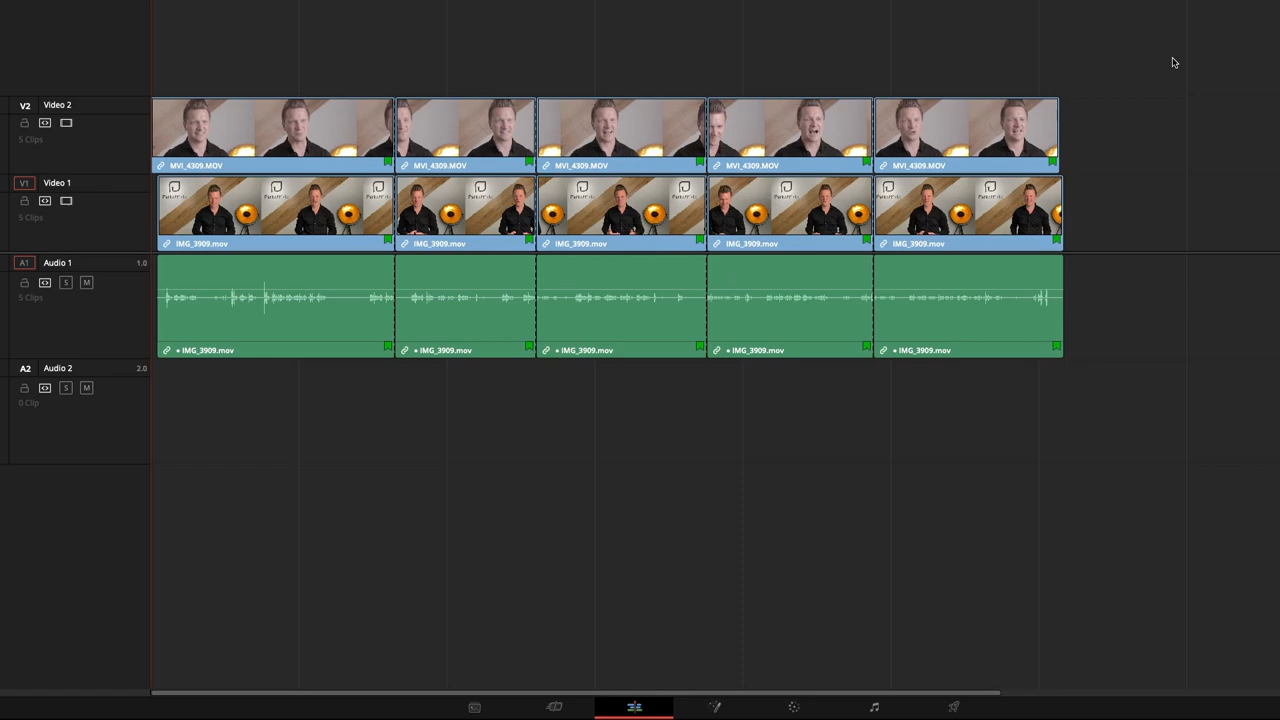 V2 Video 2
5 Clips
MVI_4309.MOV MVI_4309.MOV MVI_4309.MOV MVI_4309.MOV MVI_4309.MOV
V1 Video 1
5 Clips
IMG_3909.mov IMG_3909.mov IMG_3909.mov IMG_3909.mov IMG_3909.mov
A1 Audio 1 1.0
S M
5 Clips
• IMG_3909.mov • IMG_3909.mov • IMG_3909.mov • IMG_3909.mov • IMG_3909.mov
A2 Audio 2 2.0
S M
0 Clip